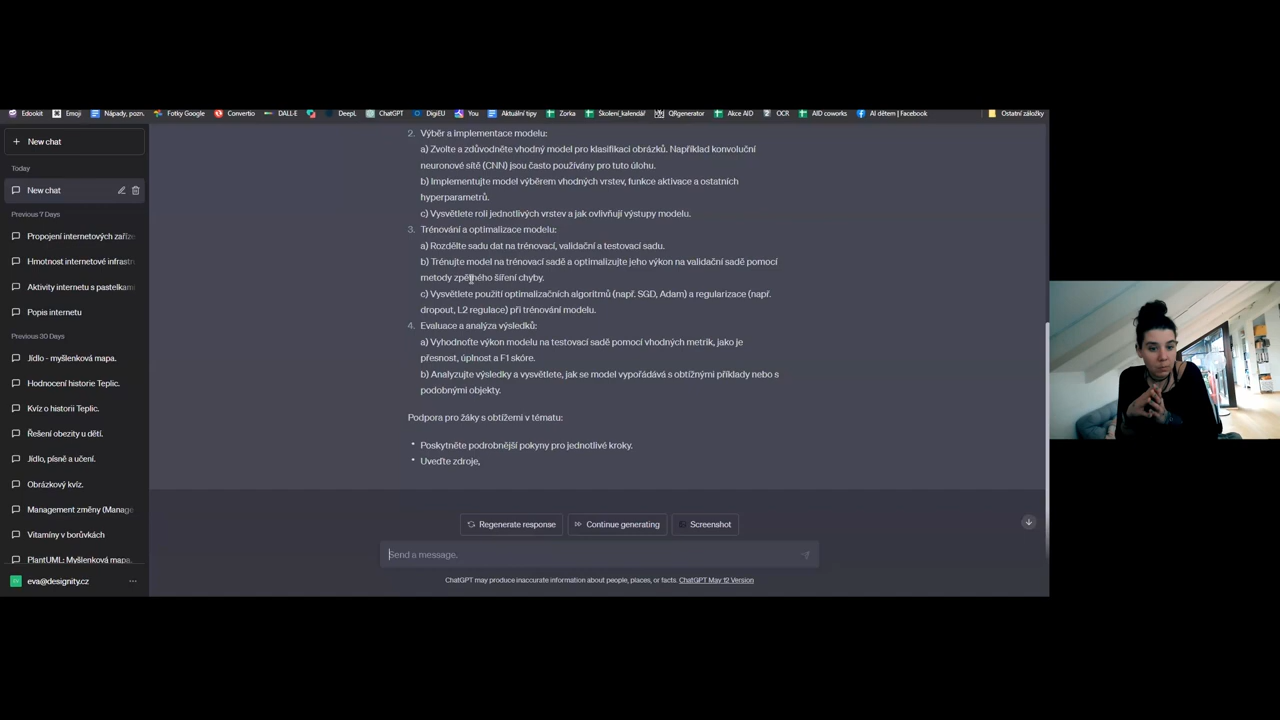 Edookit Emoji Nápady, pozn. Fotky Google Convertio DALL-E DeepL ChatGPT DigiEU You Aktuální tipy Zorka Školení_kalendář QRgenerator Akce AID OCR AID coworks AI dětem | Facebook Ostatní záložky
New chat
Today
New chat
Previous 7 Days
Propojení internetových zaříze
Hmotnost internetové infrastru
Aktivity internetu s pastelkami
Popis internetu
Previous 30 Days
Jídlo - myšlenková mapa.
Hodnocení historie Teplic.
Kvíz o historii Teplic.
Řešení obezity u dětí.
Jídlo, písně a učení.
Obrázkový kvíz.
Management změny (Manage
Vitamíny v borůvkách
PlantUML: Myšlenková mapa.
eva@designity.cz
2. Výběr a implementace modelu:
a) Zvolte a zdůvodněte vhodný model pro klasifikaci obrázků. Například konvoluční
neuronové sítě (CNN) jsou často používány pro tuto úlohu.
b) Implementujte model výběrem vhodných vrstev, funkce aktivace a ostatních
hyperparametrů.
c) Vysvětlete roli jednotlivých vrstev a jak ovlivňují výstupy modelu.
3. Trénování a optimalizace modelu:
a) Rozdělte sadu dat na trénovací, validační a testovací sadu.
b) Trénujte model na trénovací sadě a optimalizujte jeho výkon na validační sadě pomocí
metody zpětného šíření chyby.
c) Vysvětlete použití optimalizačních algoritmů (např. SGD, Adam) a regularizace (např.
dropout, L2 regulace) při trénování modelu.
4. Evaluace a analýza výsledků:
a) Vyhodnoťte výkon modelu na testovací sadě pomocí vhodných metrik, jako je
přesnost, úplnost a F1 skóre.
b) Analyzujte výsledky a vysvětlete, jak se model vypořádává s obtížnými příklady nebo s
podobnými objekty.
Podpora pro žáky s obtížemi v tématu:
• Poskytněte podrobnější pokyny pro jednotlivé kroky.
• Uveďte zdroje,
Regenerate response Continue generating Screenshot
Send a message.
ChatGPT may produce inaccurate information about people, places, or facts. ChatGPT May 12 Version